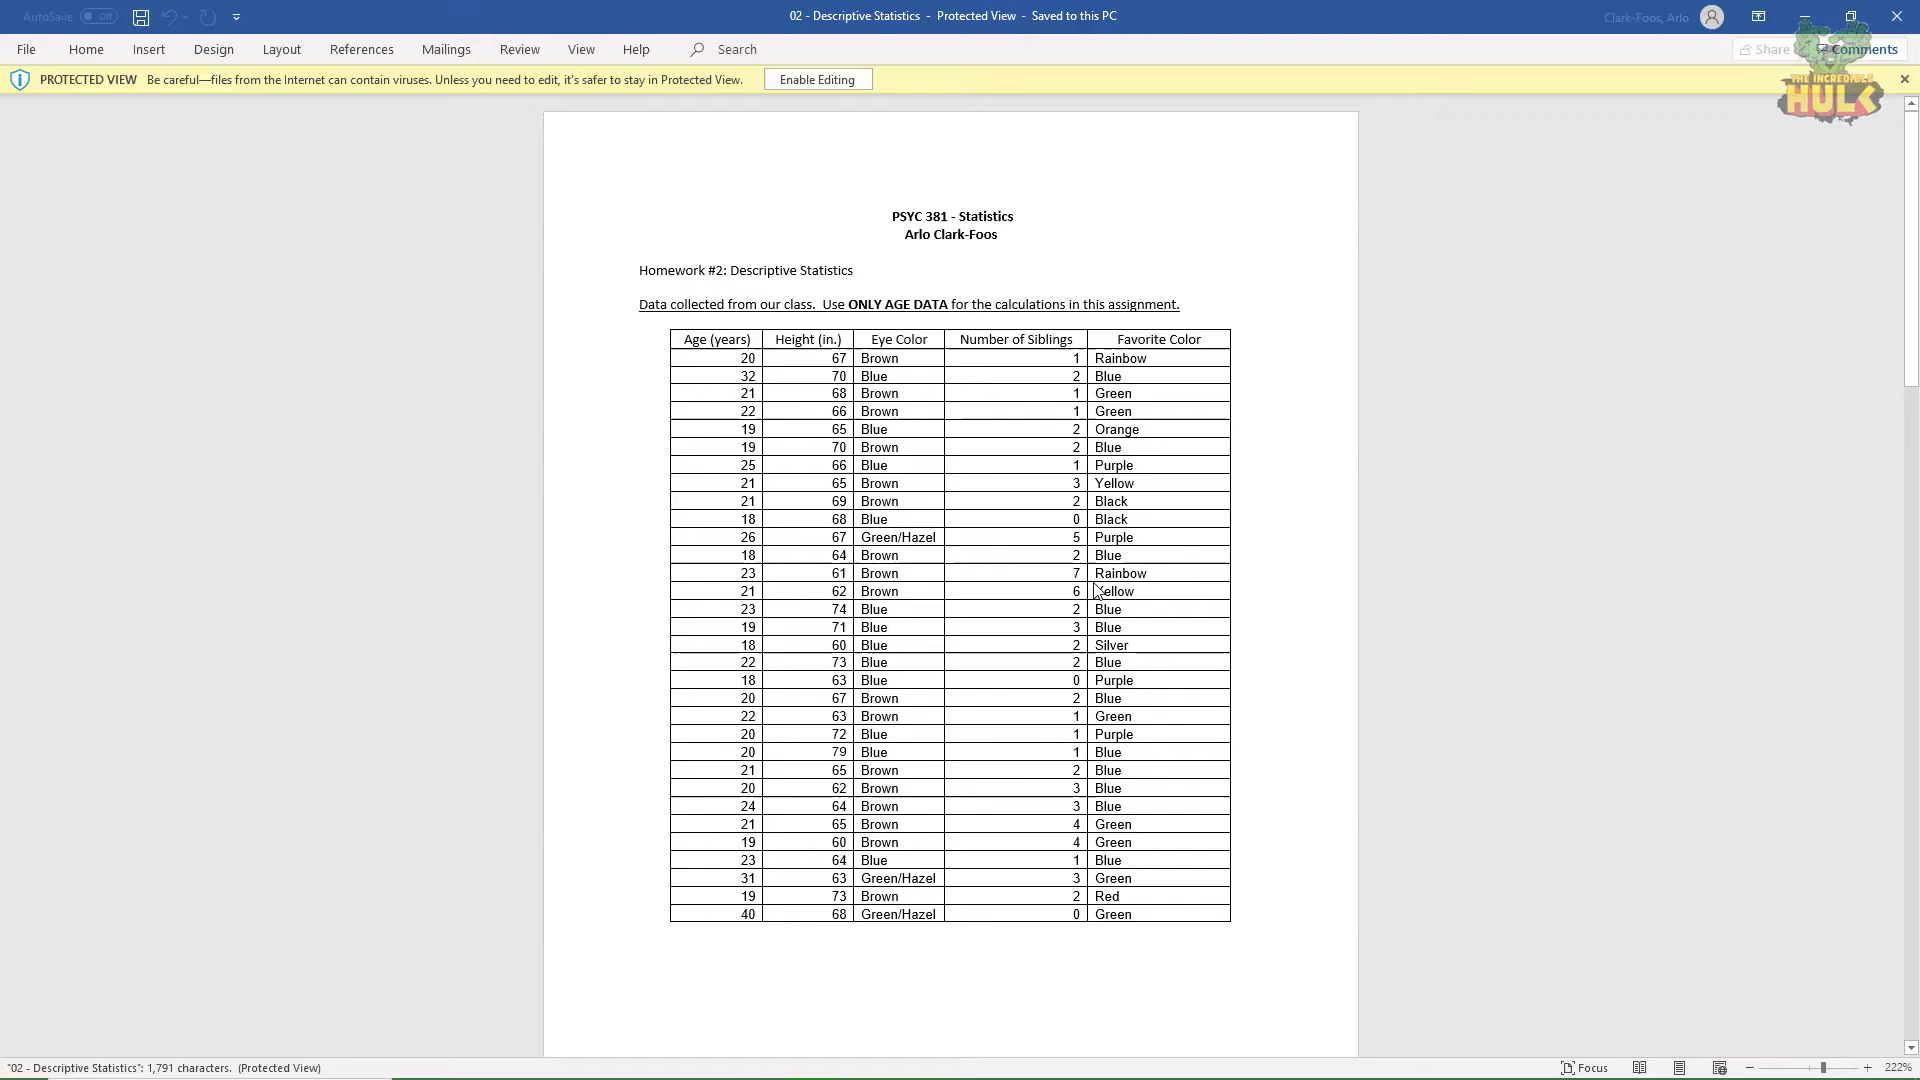 AutoSave Off
02 - Descriptive Statistics - Protected View - Saved to this PC
Clark-Foos, Arlo
File Home Insert Design Layout References Mailings Review View Help Search
Share Comments
PROTECTED VIEW Be careful—files from the Internet can contain viruses. Unless you need to edit, it's safer to stay in Protected View. Enable Editing
THE INCREDIBLE
HULK
PSYC 381 - Statistics
Arlo Clark-Foos
Homework #2: Descriptive Statistics
Data collected from our class. Use ONLY AGE DATA for the calculations in this assignment.
Age (years) Height (in.) Eye Color Number of Siblings Favorite Color
20 67 Brown 1 Rainbow
32 70 Blue 2 Blue
21 68 Brown 1 Green
22 66 Brown 1 Green
19 65 Blue 2 Orange
19 70 Brown 2 Blue
25 66 Blue 1 Purple
21 65 Brown 3 Yellow
21 69 Brown 2 Black
18 68 Blue 0 Black
26 67 Green/Hazel 5 Purple
18 64 Brown 2 Blue
23 61 Brown 7 Rainbow
21 62 Brown 6 Yellow
23 74 Blue 2 Blue
19 71 Blue 3 Blue
18 60 Blue 2 Silver
22 73 Blue 2 Blue
18 63 Blue 0 Purple
20 67 Brown 2 Blue
22 63 Brown 1 Green
20 72 Blue 1 Purple
20 79 Blue 1 Blue
21 65 Brown 2 Blue
20 62 Brown 3 Blue
24 64 Brown 3 Blue
21 65 Brown 4 Green
19 60 Brown 4 Green
23 64 Blue 1 Blue
31 63 Green/Hazel 3 Green
19 73 Brown 2 Red
40 68 Green/Hazel 0 Green
"02 - Descriptive Statistics": 1,791 characters. (Protected View)
Focus
222%